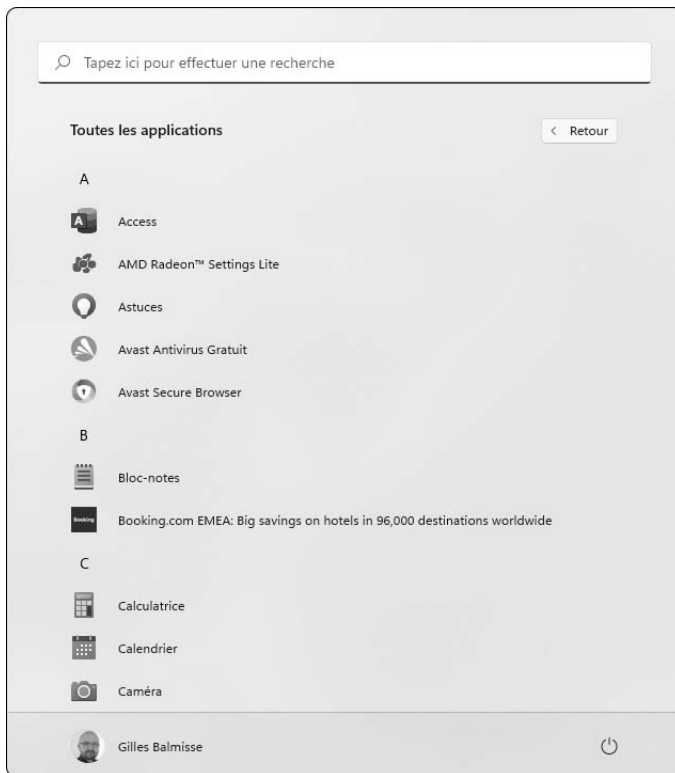 Tapez ici pour effectuer une recherche
Toutes les applications
< Retour
A
A Access
AMD Radeon™ Settings Lite
Astuces
Avast Antivirus Gratuit
Avast Secure Browser
B
Bloc-notes
Booking Booking.com EMEA: Big savings on hotels in 96,000 destinations worldwide
C
Calculatrice
Calendrier
Caméra
Gilles Balmisse